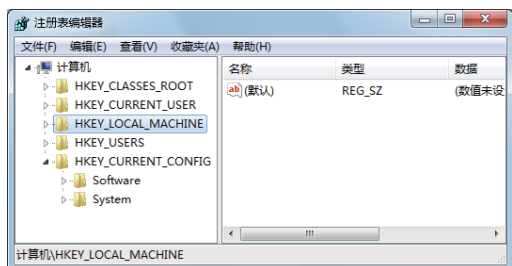 注册表编辑器
文件(F) 编辑(E) 查看(V) 收藏夹(A) 帮助(H)
计算机
HKEY_CLASSES_ROOT
HKEY_CURRENT_USER
HKEY_LOCAL_MACHINE
HKEY_USERS
HKEY_CURRENT_CONFIG
Software
System
名称 类型 数据
ab (默认) REG_SZ (数值未设
计算机\HKEY_LOCAL_MACHINE